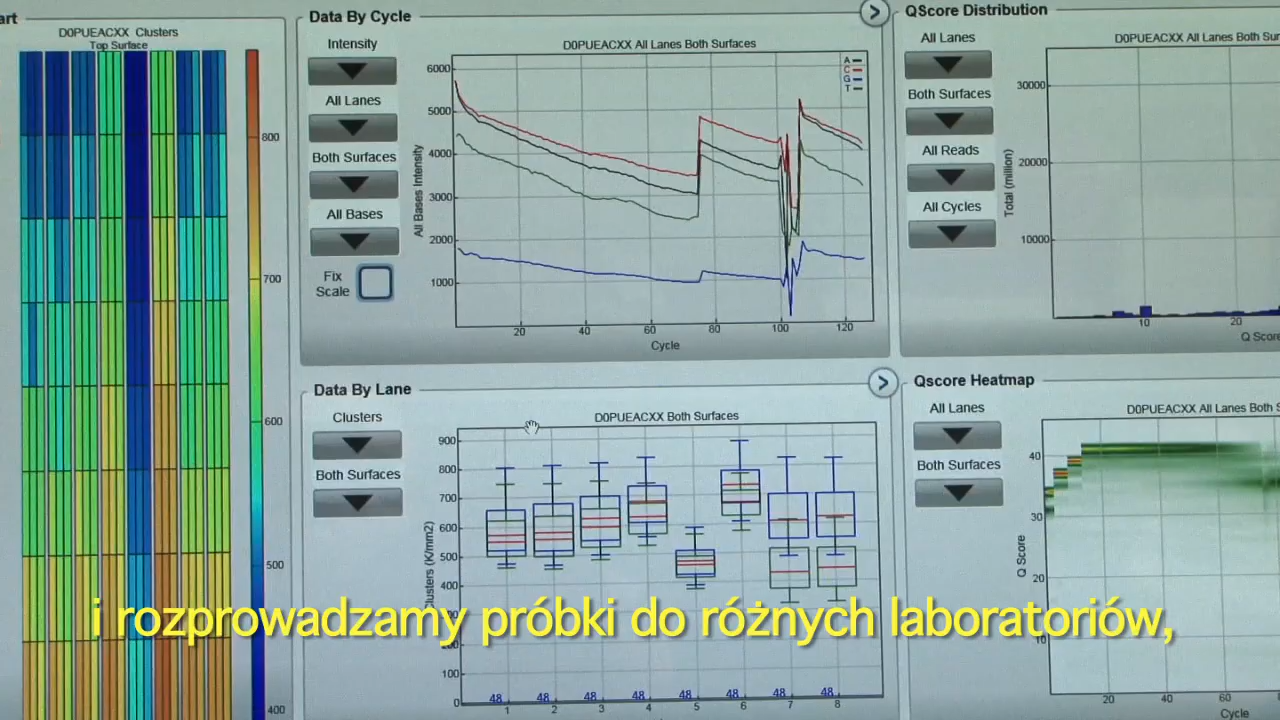 art
D0PUEACXX Clusters
Top Surface
800
700
600
500
400
Data By Cycle
Intensity
All Lanes
Both Surfaces
All Bases
Fix
Scale
D0PUEACXX All Lanes Both Surfaces
A
C
G
T
6000
5000
4000
3000
2000
1000
All Bases Intensity
20 40 60 80 100 120
Cycle
>
QScore Distribution
All Lanes
Both Surfaces
All Reads
All Cycles
D0PUEACXX All Lanes Both Sur
30000
20000
10000
Total (million)
10 20
Q Score
Data By Lane
Clusters
Both Surfaces
D0PUEACXX Both Surfaces
900
800
700
600
500
400
200
100
0
Clusters (K/mm2)
48 48 48 48 48 48 48 48
1 2 3 4 5 6 7 8
>
Qscore Heatmap
All Lanes
Both Surfaces
D0PUEACXX All Lanes Both S
40
30
20
10
Q Score
20 40 60
Cycle
i rozprowadzamy próbki do różnych laboratoriów,